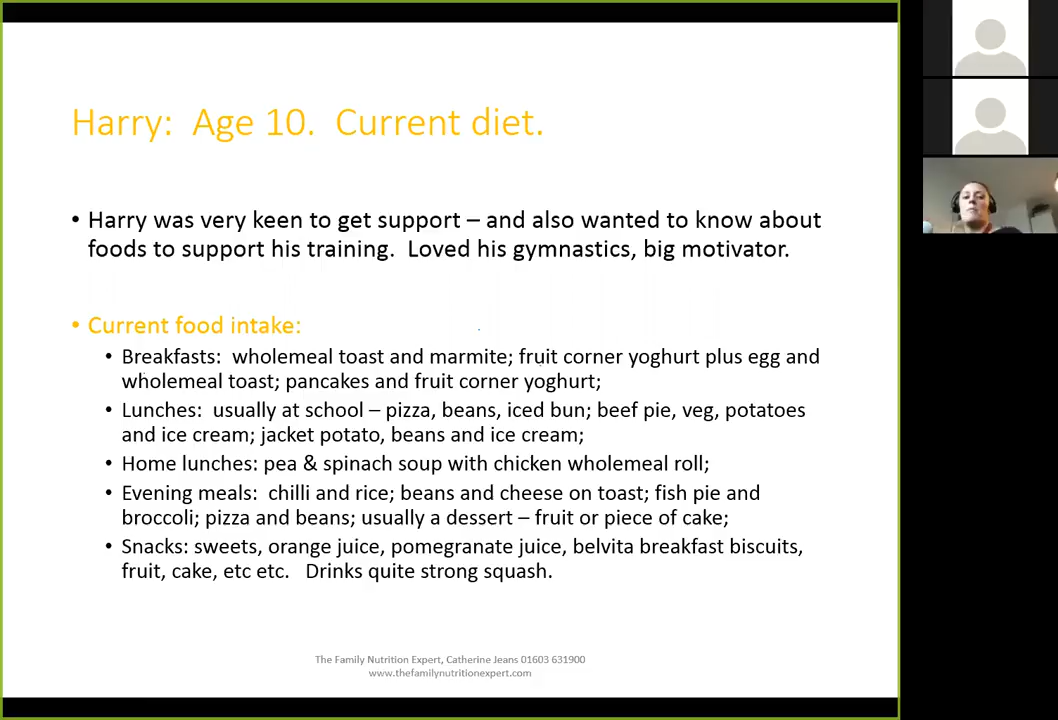 Harry:  Age 10.  Current diet.
• Harry was very keen to get support – and also wanted to know about
foods to support his training.  Loved his gymnastics, big motivator.
• Current food intake:
• Breakfasts:  wholemeal toast and marmite; fruit corner yoghurt plus egg and
wholemeal toast; pancakes and fruit corner yoghurt;
• Lunches:  usually at school – pizza, beans, iced bun; beef pie, veg, potatoes
and ice cream; jacket potato, beans and ice cream;
• Home lunches: pea & spinach soup with chicken wholemeal roll;
• Evening meals:  chilli and rice; beans and cheese on toast; fish pie and
broccoli; pizza and beans; usually a dessert – fruit or piece of cake;
• Snacks: sweets, orange juice, pomegranate juice, belvita breakfast biscuits,
fruit, cake, etc etc.   Drinks quite strong squash.
The Family Nutrition Expert, Catherine Jeans 01603 631900
www.thefamilynutritionexpert.com